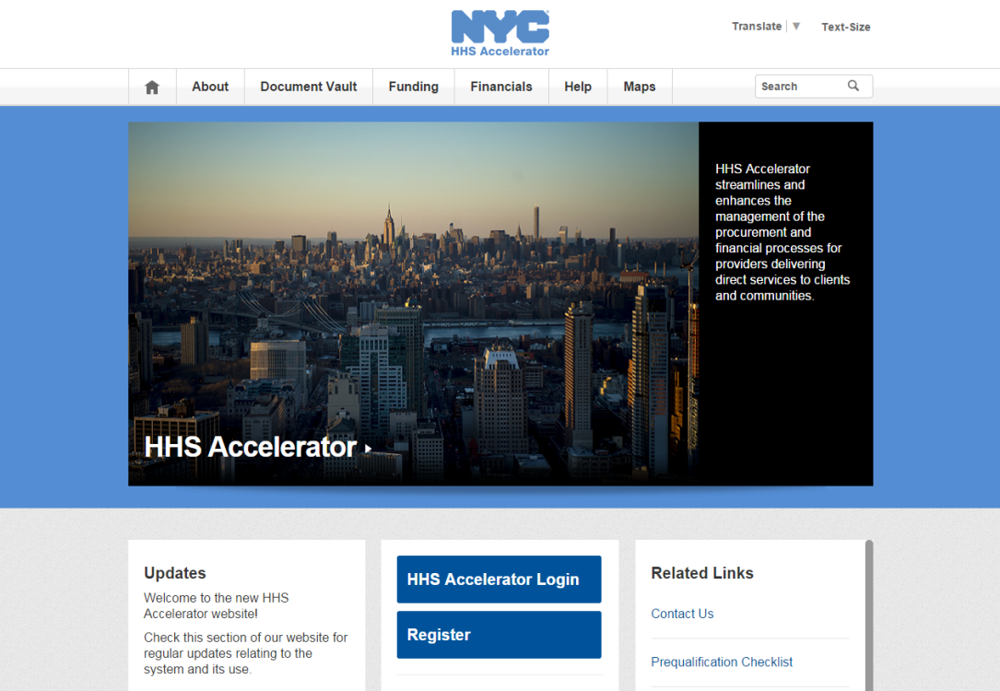 NYC
HHS Accelerator
Translate ▼ Text-Size
About Document Vault Funding Financials Help Maps Search
HHS Accelerator
streamlines and
enhances the
management of the
procurement and
financial processes for
providers delivering
direct services to clients
and communities.
HHS Accelerator
Updates
Welcome to the new HHS
Accelerator website!
Check this section of our website for
regular updates relating to the
system and its use.
HHS Accelerator Login
Register
Related Links
Contact Us
Prequalification Checklist